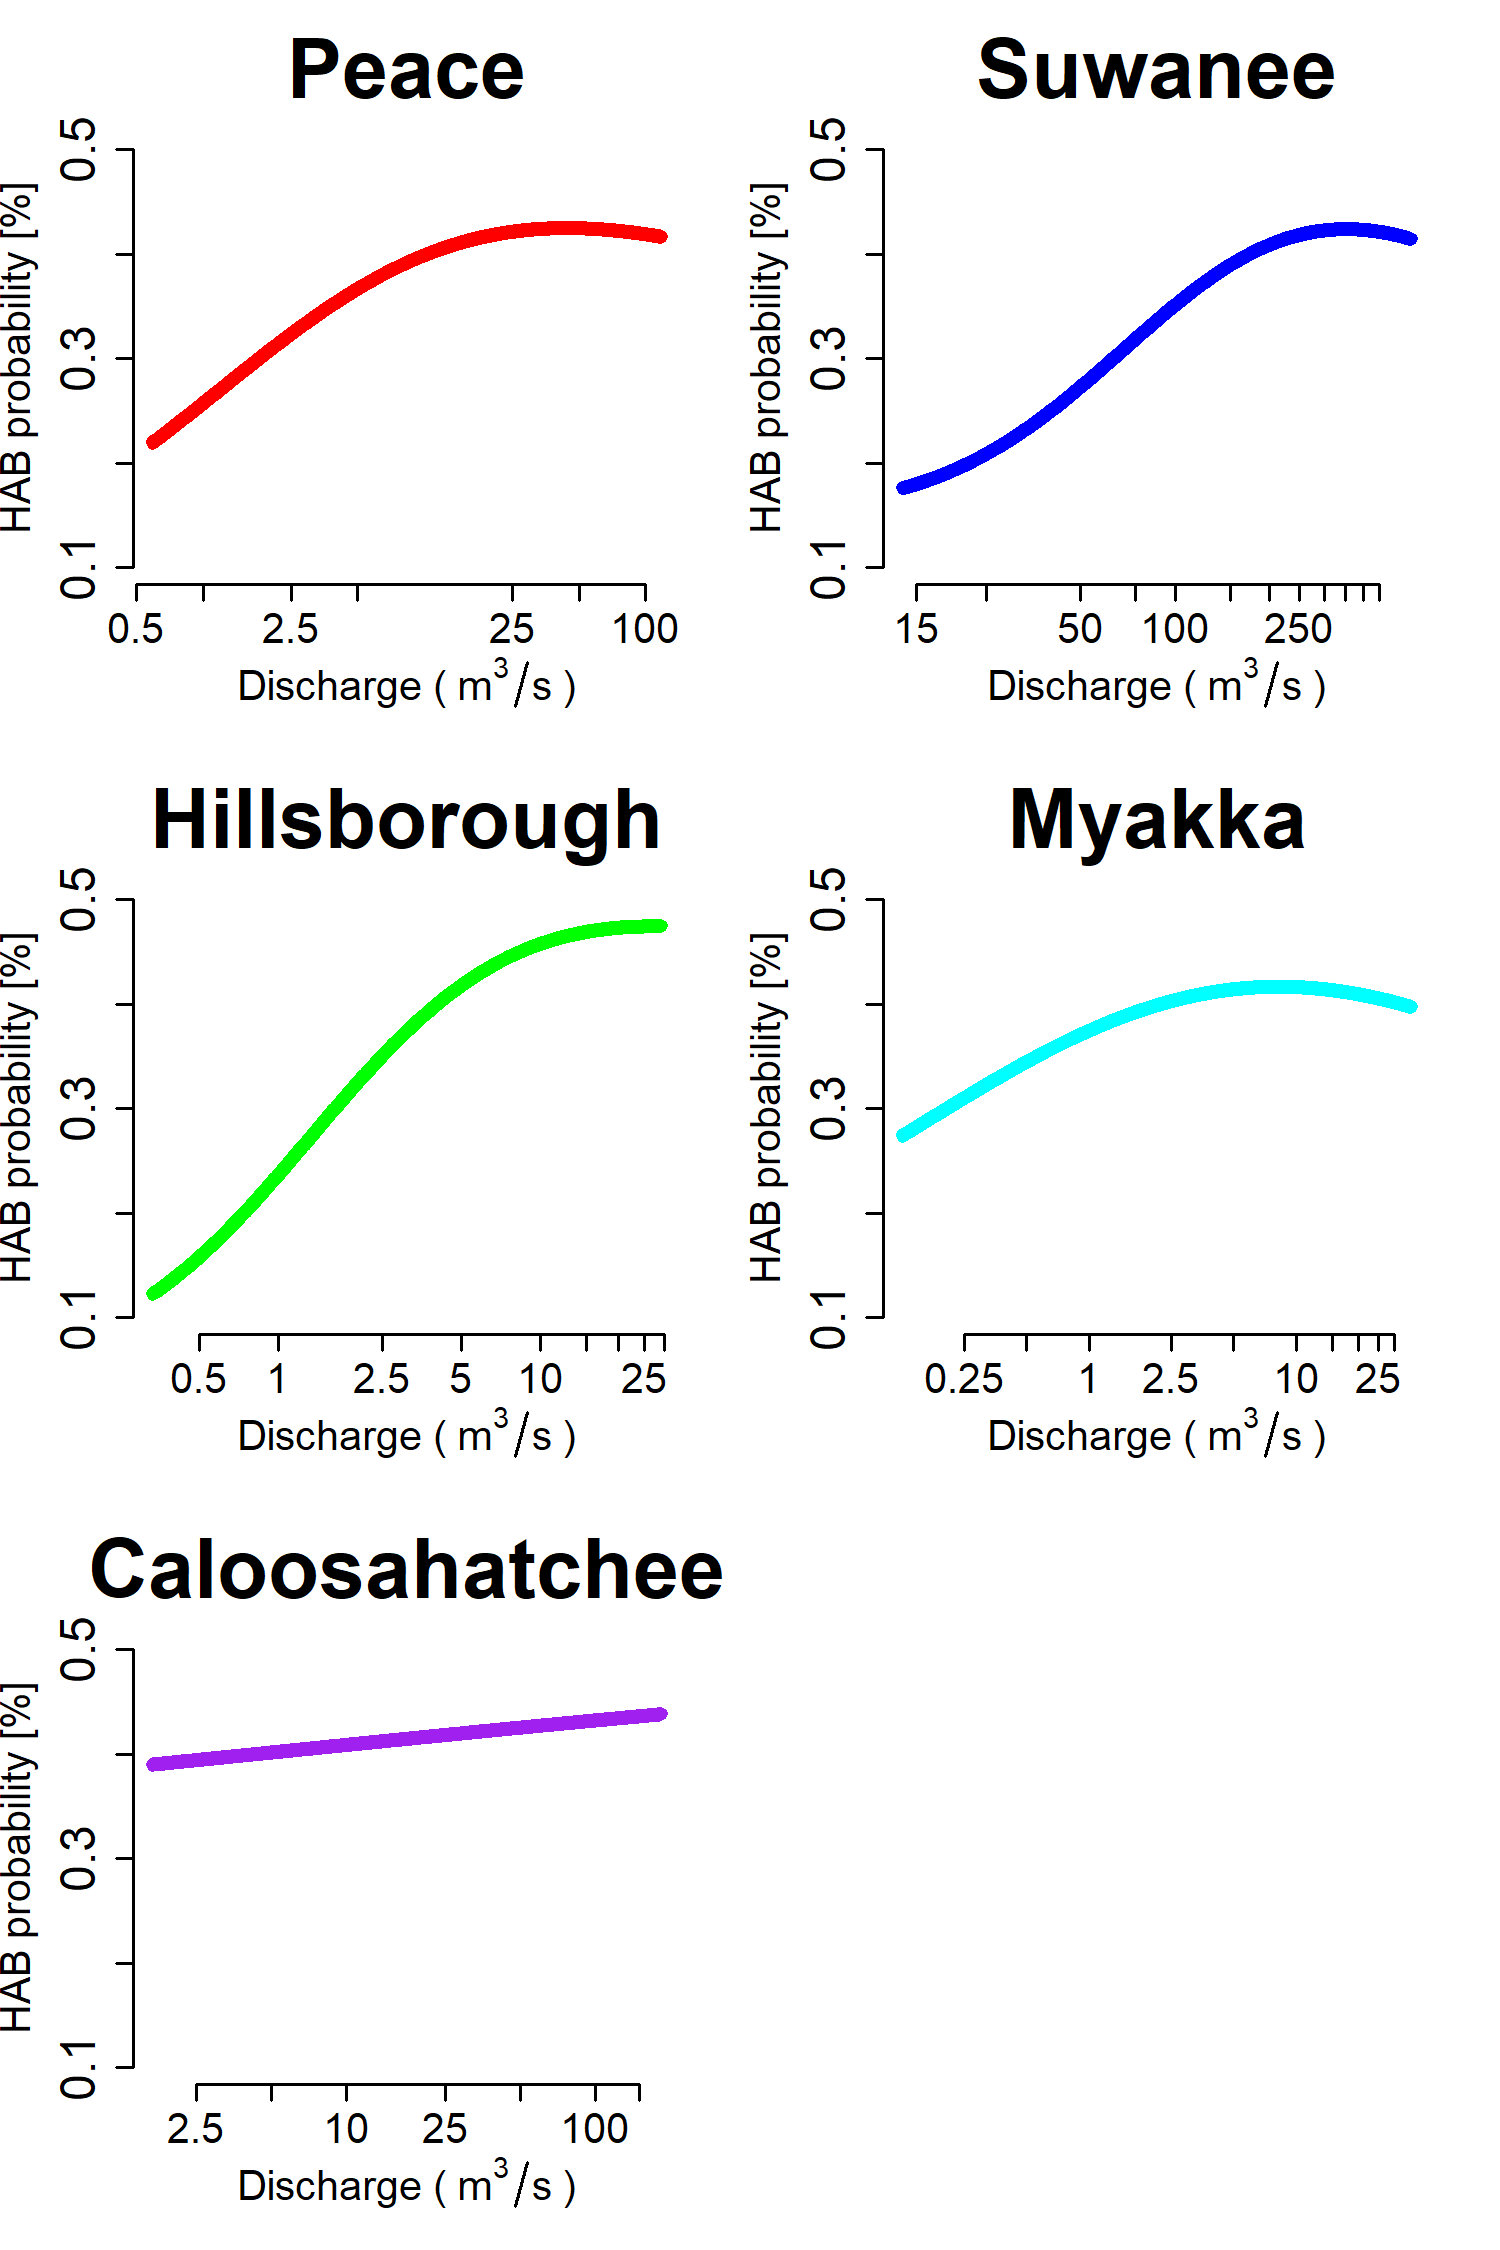 Peace
HAB probability [%]
0.5
0.3
0.1
0.5 2.5 25 100
Discharge ( m³/s )
Suwanee
HAB probability [%]
0.5
0.3
0.1
15 50 100 250
Discharge ( m³/s )
Hillsborough
HAB probability [%]
0.5
0.3
0.1
0.5 1 2.5 5 10 25
Discharge ( m³/s )
Myakka
HAB probability [%]
0.5
0.3
0.1
0.25 1 2.5 10 25
Discharge ( m³/s )
Caloosahatchee
HAB probability [%]
0.5
0.3
0.1
2.5 10 25 100
Discharge ( m³/s )